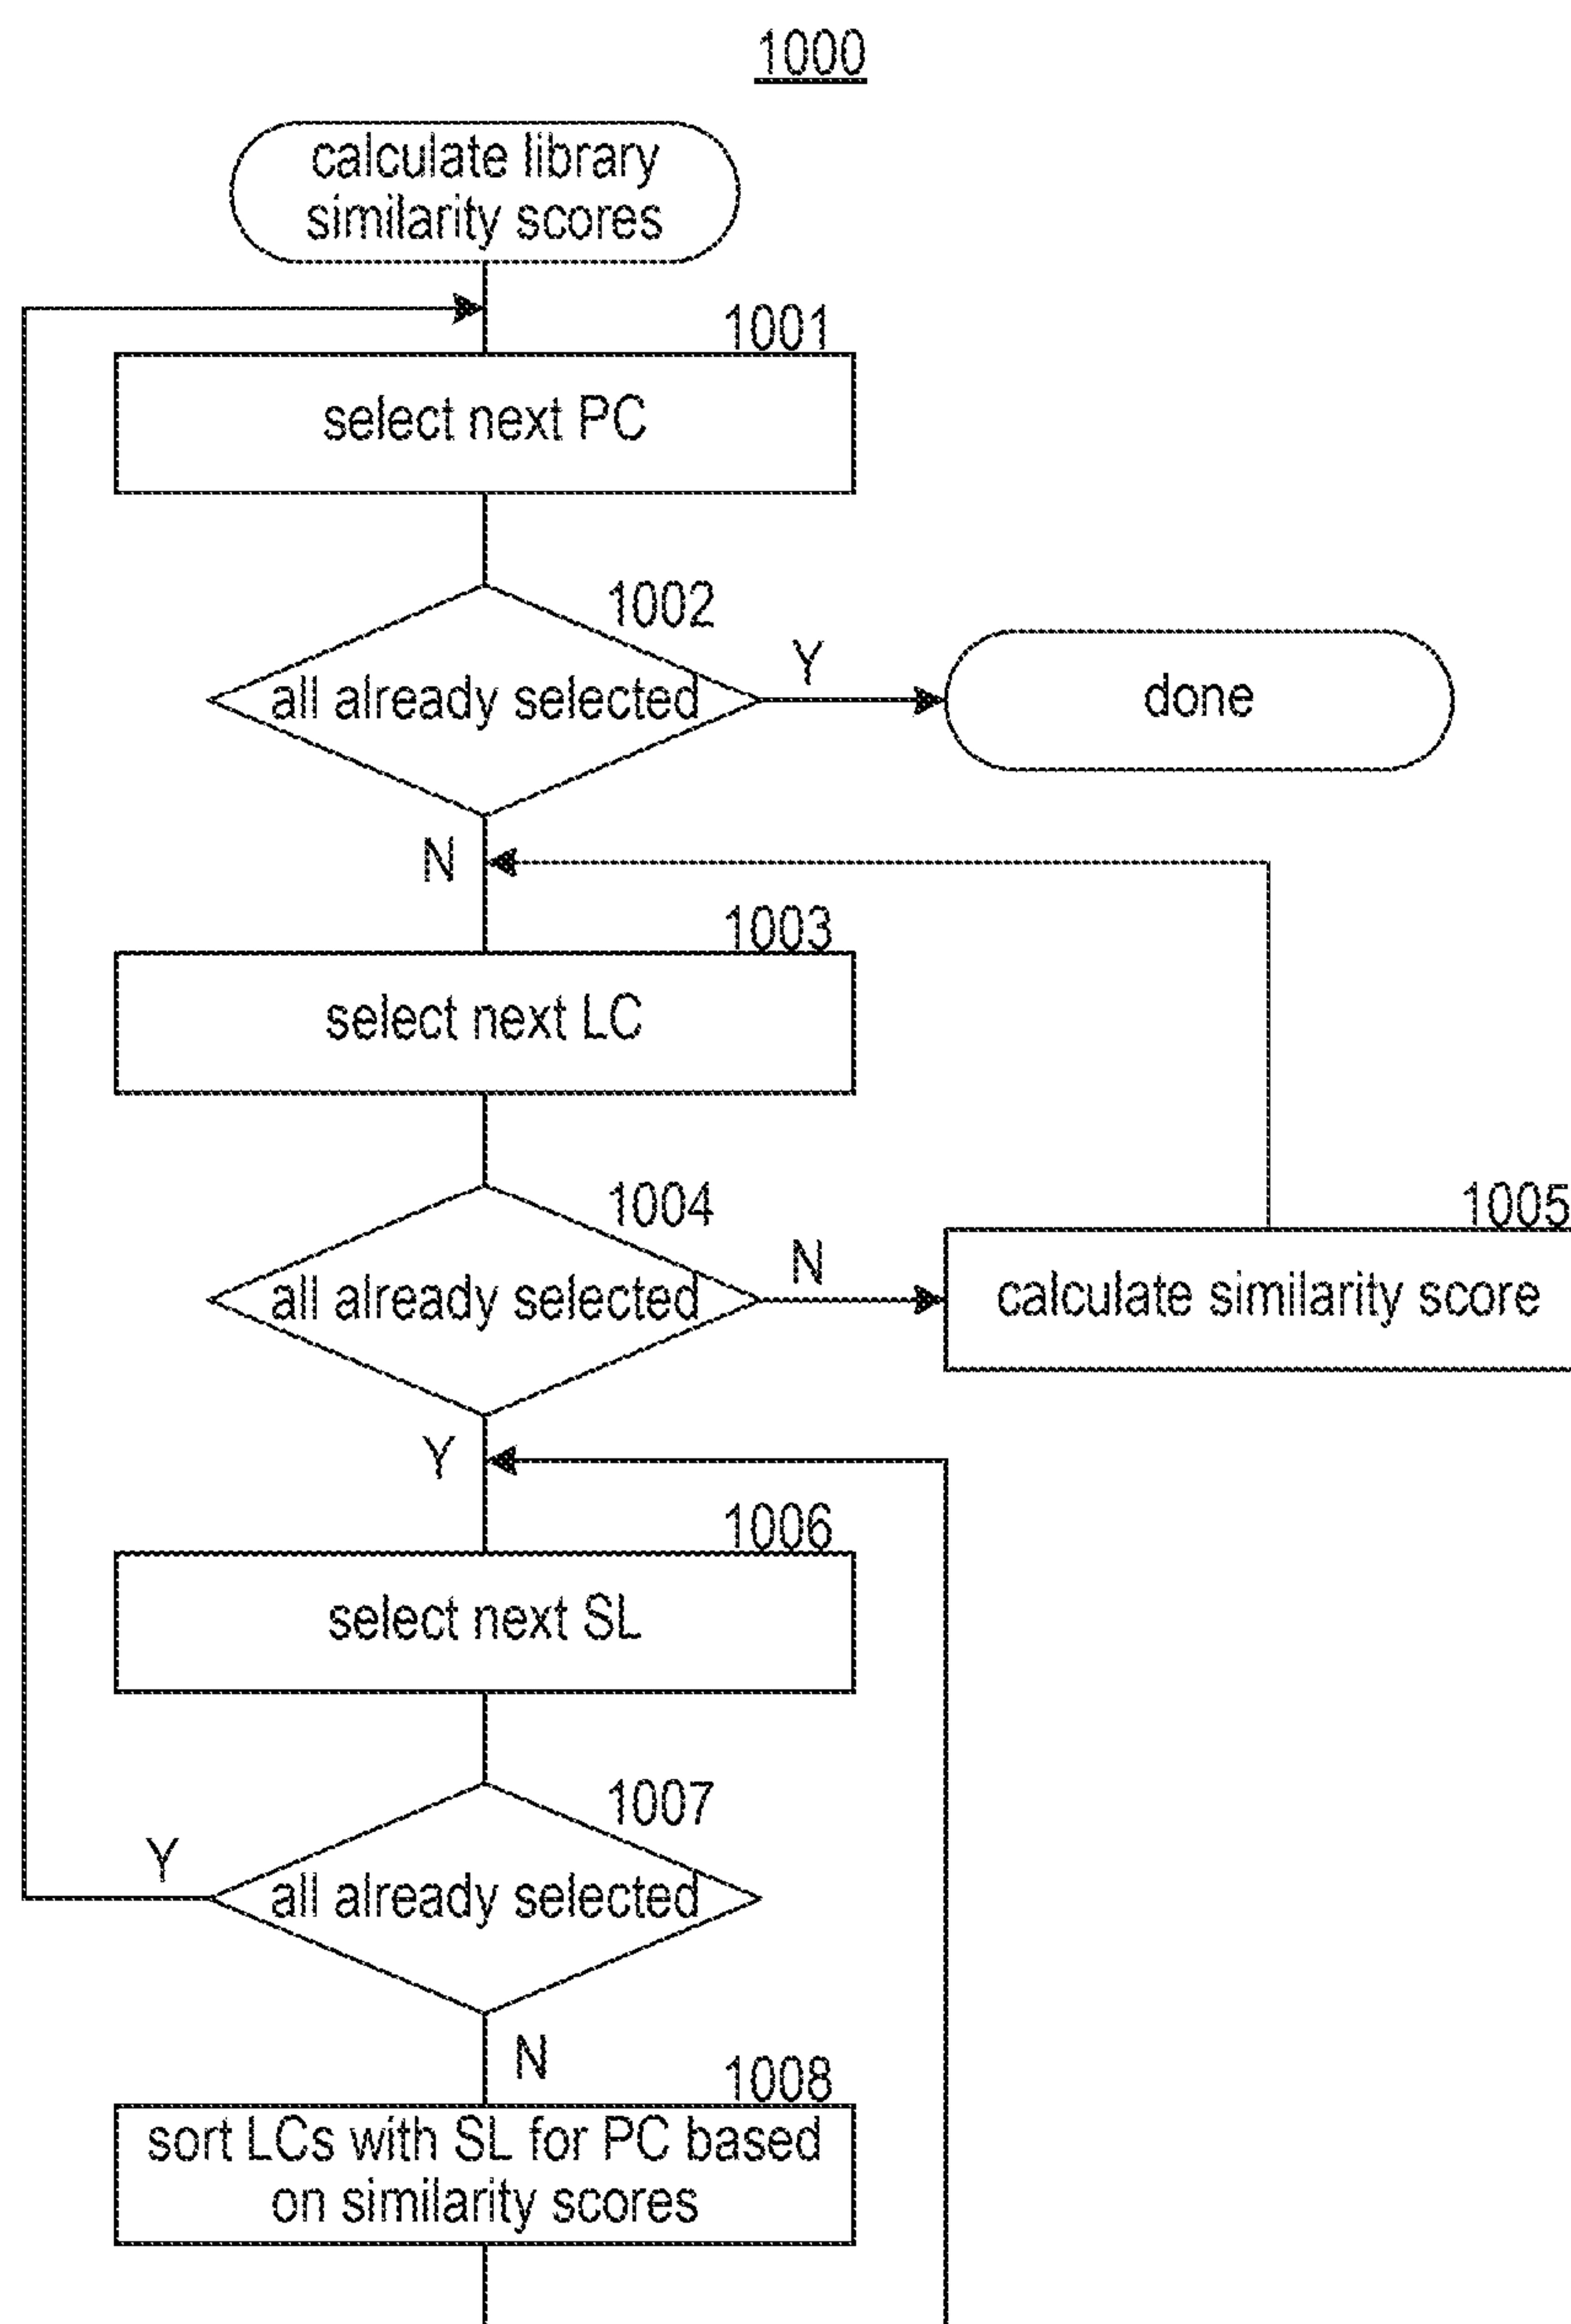 1000
calculate library
similarity scores
1001
select next PC
1002
all already selected
Y
done
N
1003
select next LC
1004
all already selected
N
1005
calculate similarity score
Y
1006
select next SL
1007
all already selected
Y
N
1008
sort LCs with SL for PC based
on similarity scores